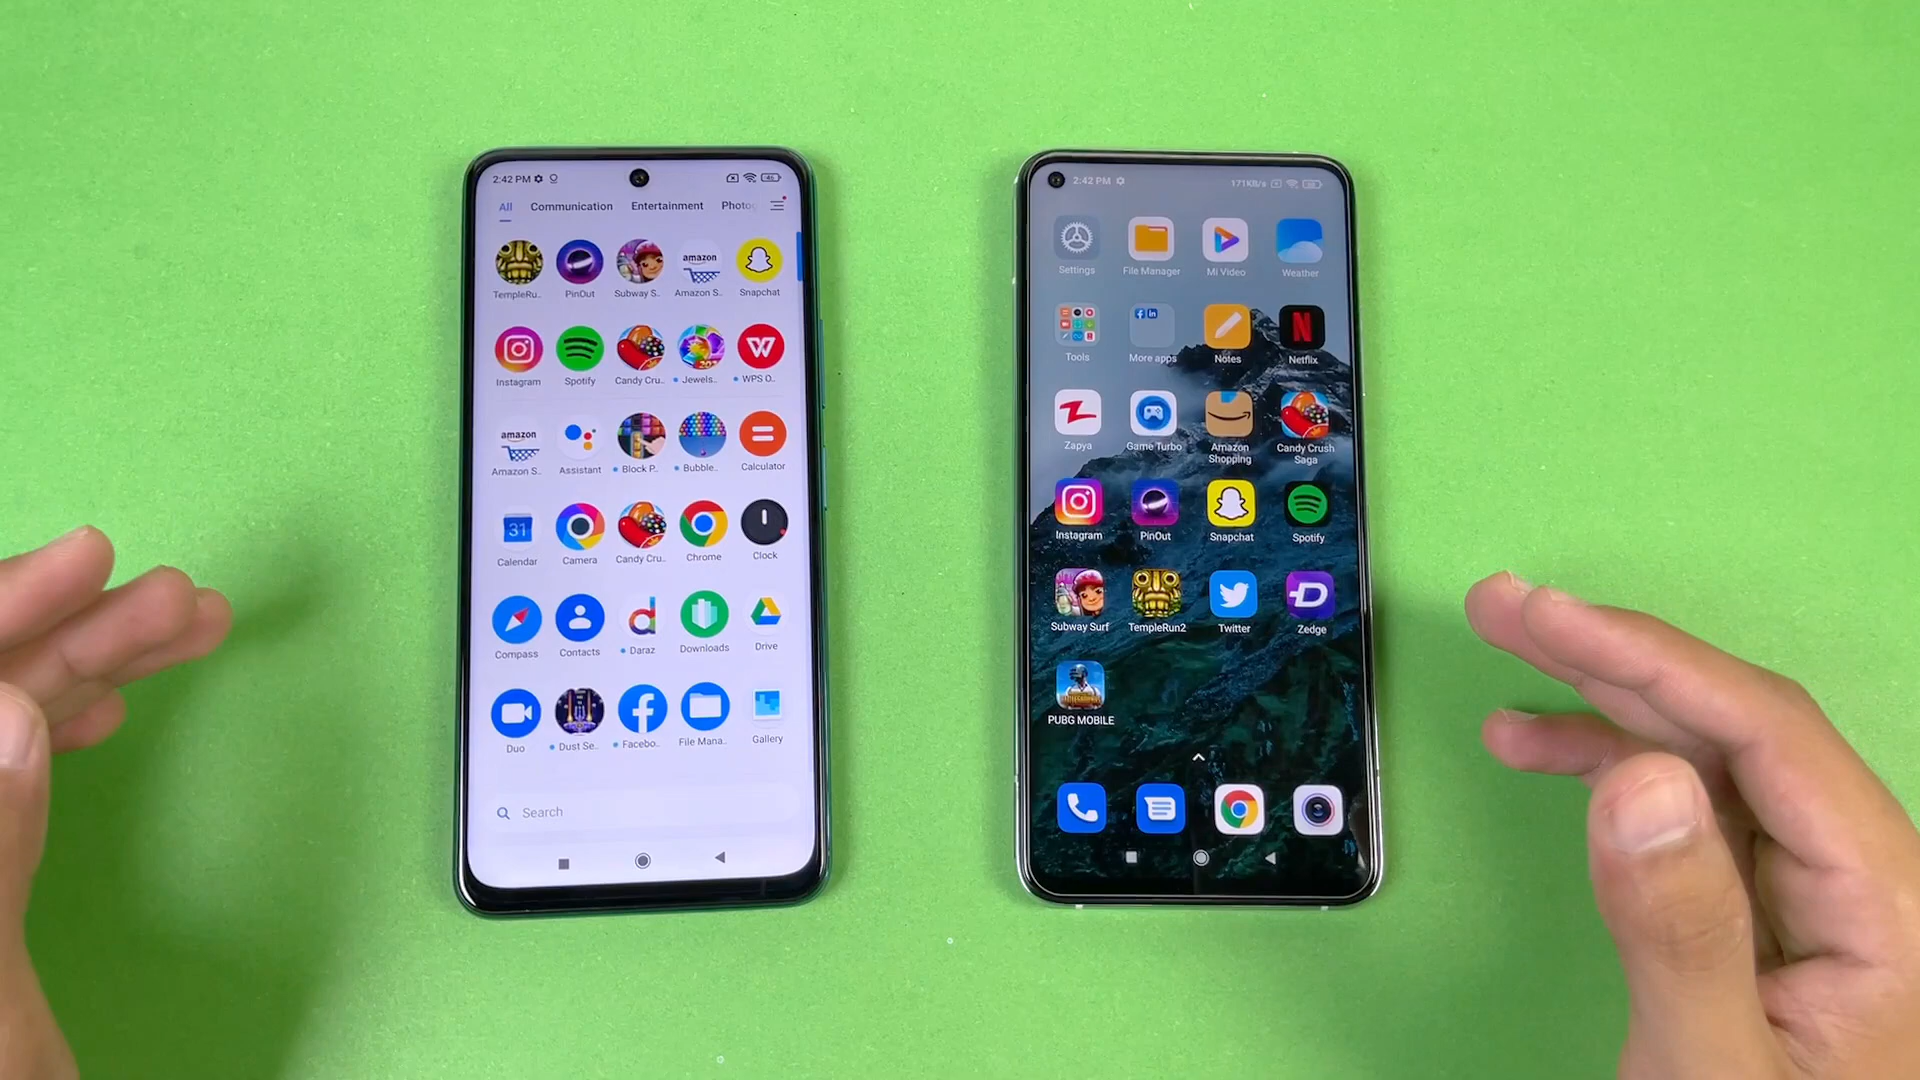 2:42 PM
46
All Communication Entertainment Photo
TempleRu.. PinOut Subway S.. Amazon S.. Snapchat
Instagram Spotify Candy Cru.. Jewels.. WPS O..
Amazon S.. Assistant Block P.. Bubble.. Calculator
Calendar Camera Candy Cru.. Chrome Clock
Compass Contacts Daraz Downloads Drive
Duo Dust Se.. Facebo.. File Mana.. Gallery
Search
amazon
amazon
31
2:42 PM
171KB/s
Settings File Manager Mi Video Weather
Tools More apps Notes Netflix
Zapya Game Turbo Amazon Shopping Candy Crush Saga
Instagram PinOut Snapchat Spotify
Subway Surf TempleRun2 Twitter Zedge
PUBG MOBILE